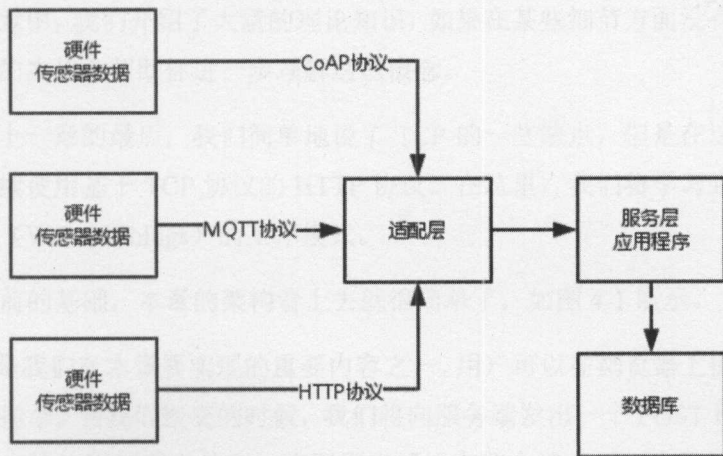 硬件
传感器数据
CoAP协议
硬件
传感器数据
MQTT协议
适配层
服务层
应用程序
硬件
传感器数据
HTTP协议
数据库